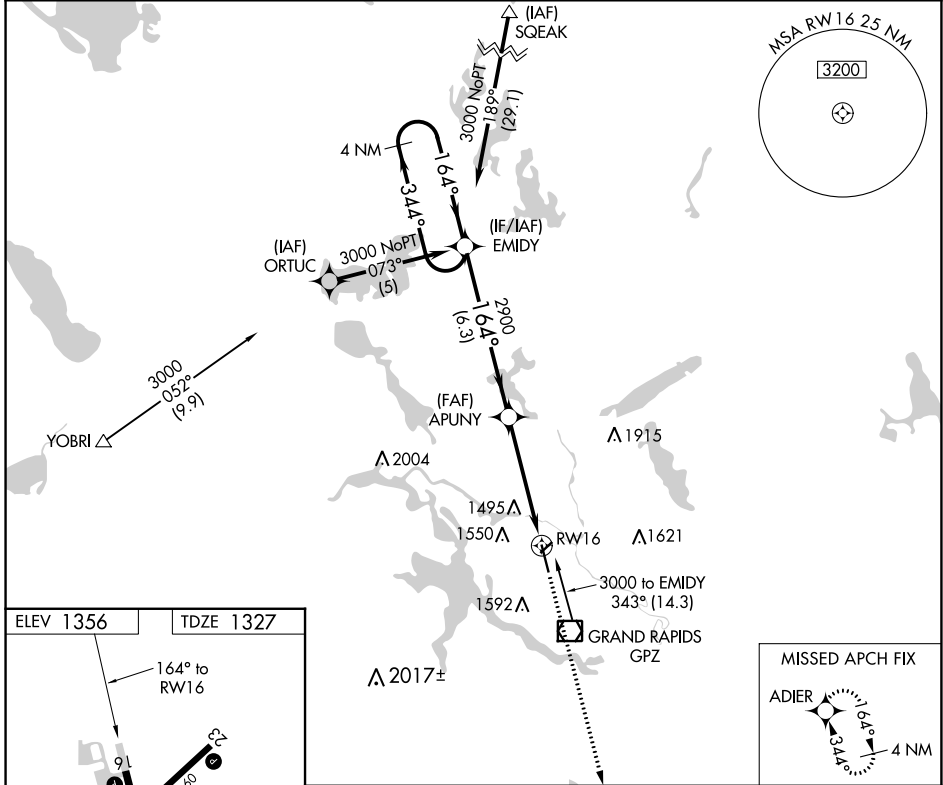 (IAF)
SQEAK
3000 NoPT
189°
(29.1)
MSA RW16 25 NM
3200
4 NM
164°
344°
(IF/IAF)
EMIDY
(IAF)
ORTUC
3000 NoPT
073°
(5)
2900
164°
(6.3)
3000
052°
(9.9)
YOBRI
(FAF)
APUNY
1915
2004
1495
1550
RW16
1621
3000 to EMIDY
343° (14.3)
1592
GRAND RAPIDS
GPZ
2017±
ELEV 1356
TDZE 1327
164° to
RW16
16
23
P
60
MISSED APCH FIX
ADIER
164°
344°
4 NM